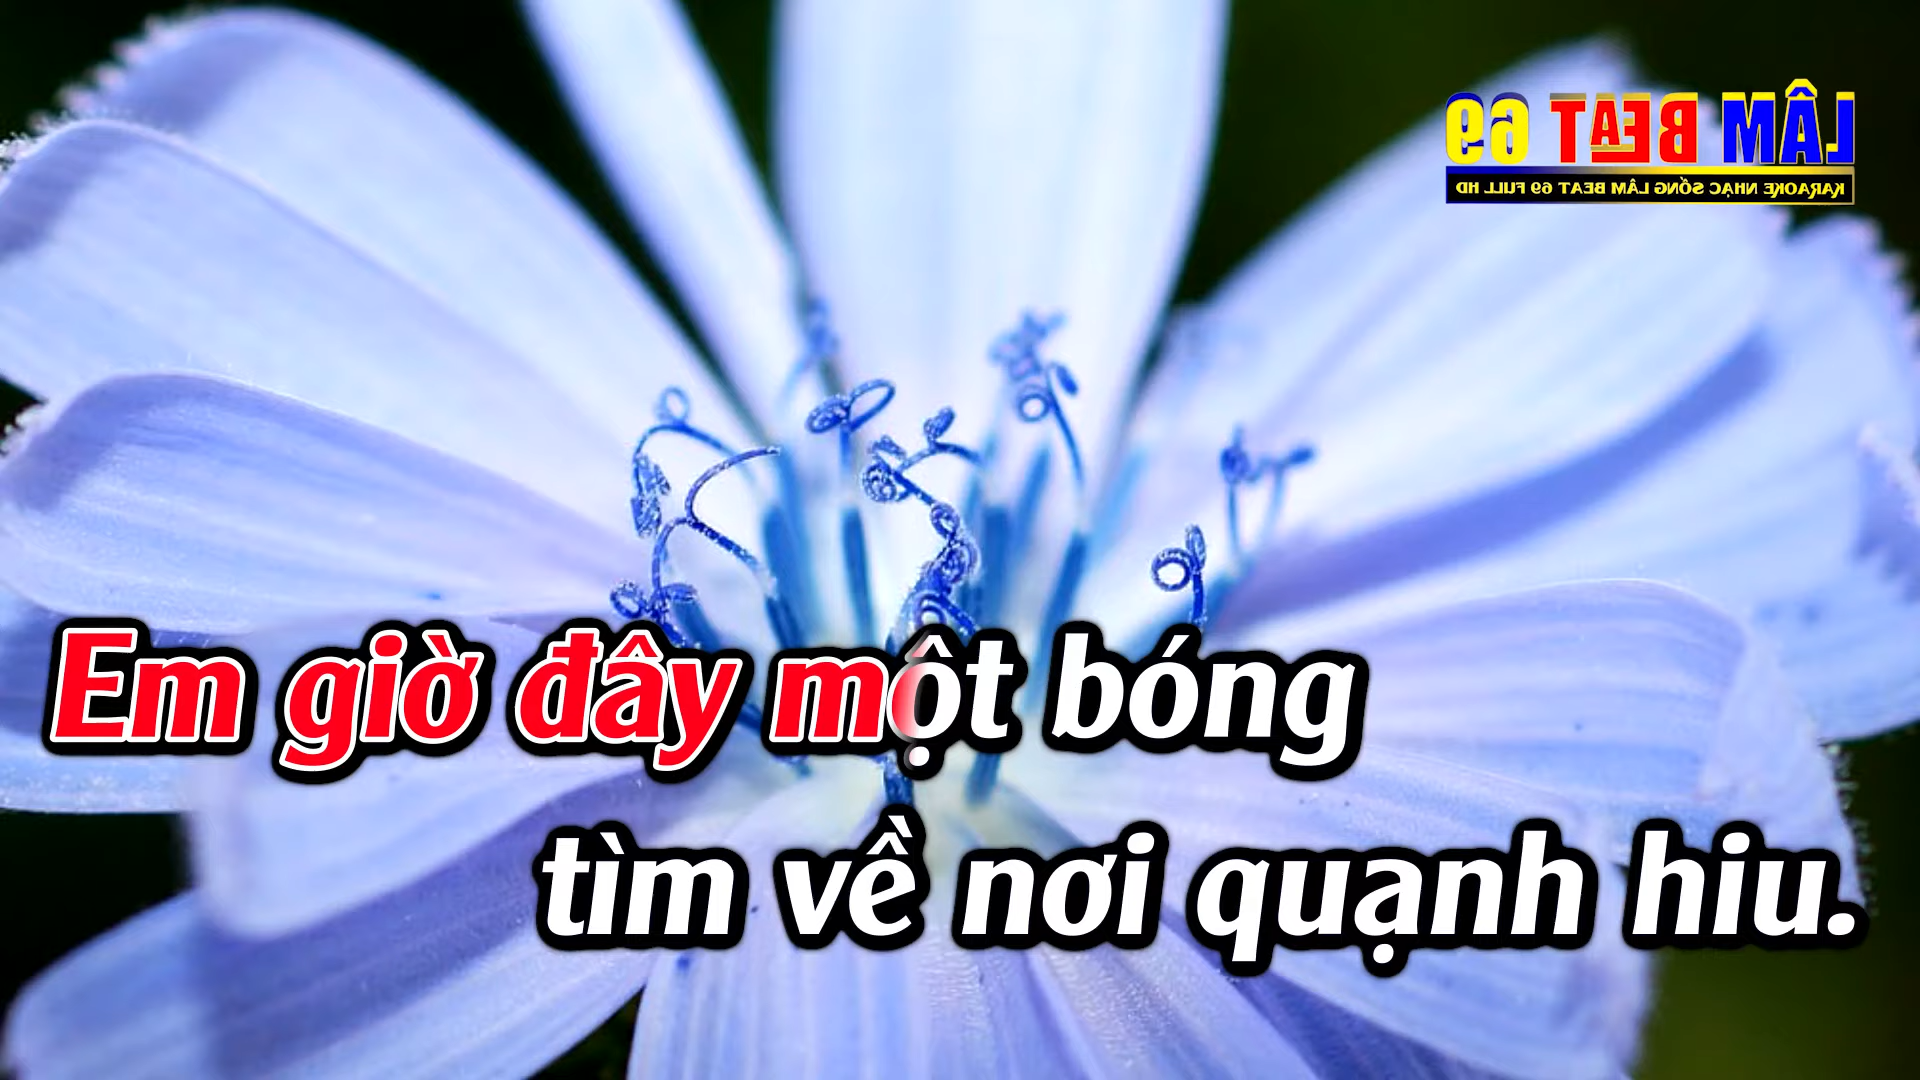 LÂM BEAT 69
KARAOKE NHẠC SỐNG LÂM BEAT 69 FULL HD
Em giờ đây một bóng
tìm về nơi quạnh hiu.